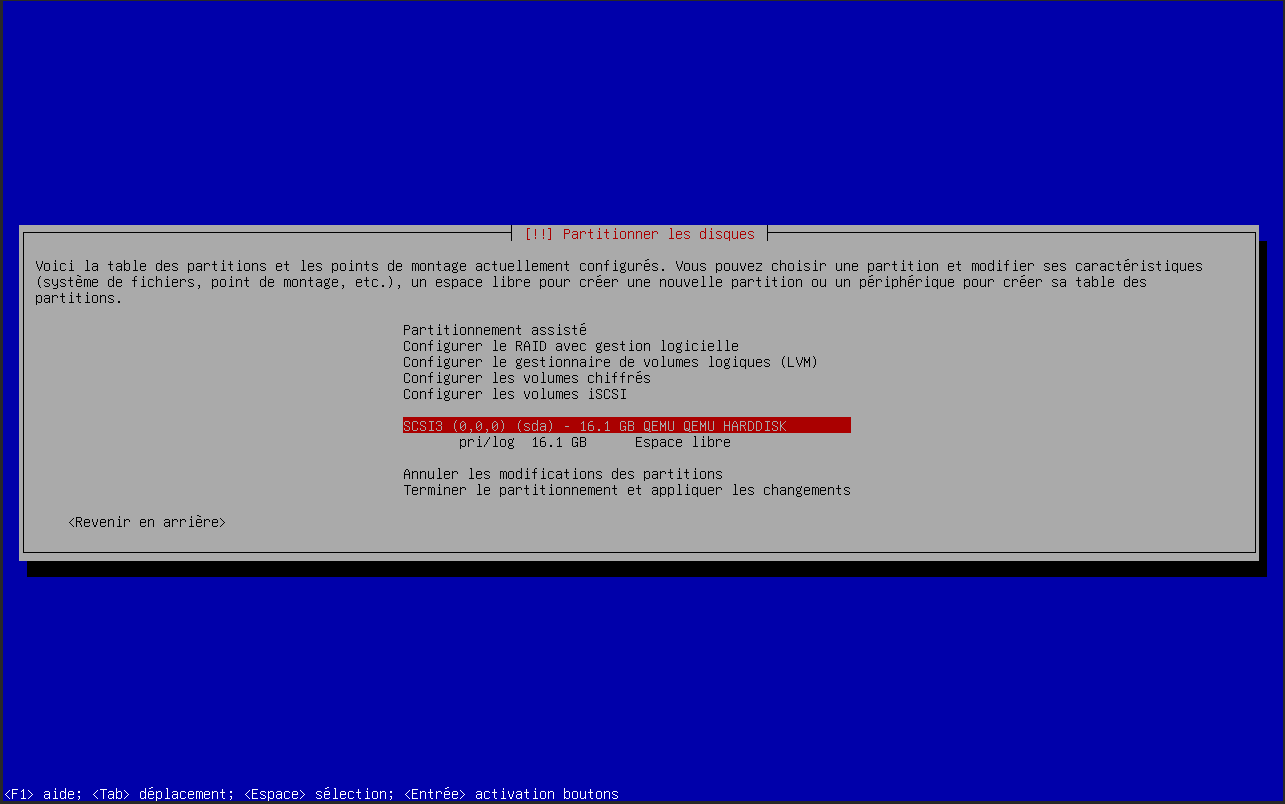 [!!] Partitionner les disques
Voici la table des partitions et les points de montage actuellement configurés. Vous pouvez choisir une partition et modifier ses caractéristiques
(système de fichiers, point de montage, etc.), un espace libre pour créer une nouvelle partition ou un périphérique pour créer sa table des
partitions.
Partitionnement assisté
Configurer le RAID avec gestion logicielle
Configurer le gestionnaire de volumes logiques (LVM)
Configurer les volumes chiffrés
Configurer les volumes iSCSI
SCSI3 (0,0,0) (sda) - 16.1 GB QEMU QEMU HARDDISK
pri/log 16.1 GB Espace libre
Annuler les modifications des partitions
Terminer le partitionnement et appliquer les changements
<Revenir en arrière>
<F1> aide; <Tab> déplacement; <Espace> sélection; <Entrée> activation boutons